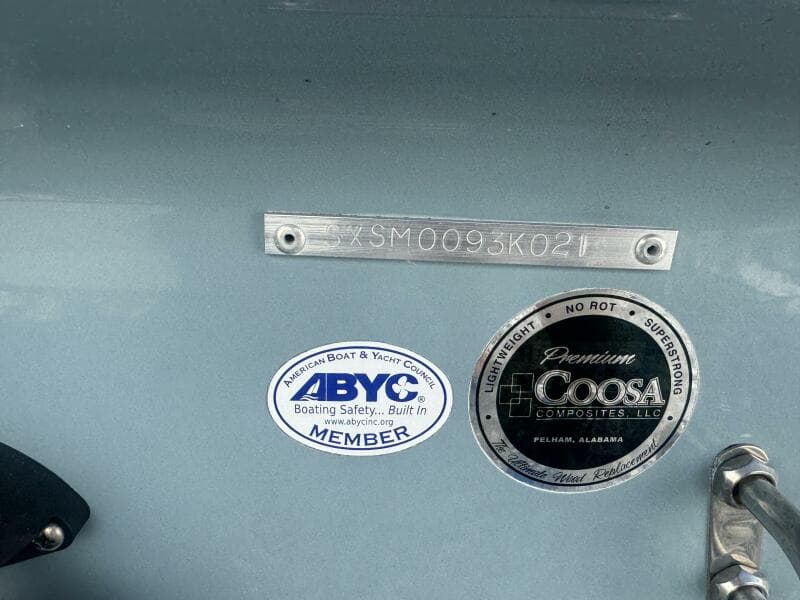 SXSM0093K021
AMERICAN BOAT & YACHT COUNCIL
ABYC®
Boating Safety... Built In
www.abycinc.org
MEMBER
LIGHTWEIGHT • NO ROT • SUPERSTRONG
Premium
COOSA
COMPOSITES, LLC
PELHAM, ALABAMA
The Ultimate Wood Replacement